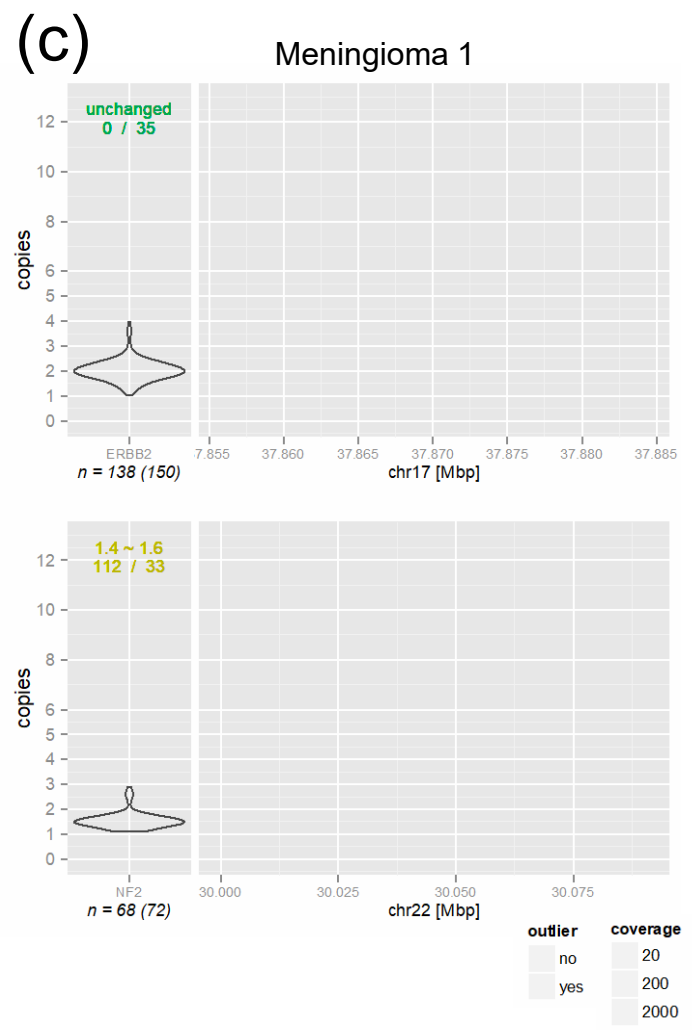 (c)
Meningioma 1
unchanged
0 / 35
12
10
8
6
5
4
3
2
1
0
copies
ERBB2
n = 138 (150)
7.855 37.860 37.865 37.870 37.875 37.880 37.885
chr17 [Mbp]
1.4 ~ 1.6
112 / 33
12
10
8
6
5
4
3
2
1
0
copies
NF2
n = 68 (72)
30.000 30.025 30.050 30.075
chr22 [Mbp]
outlier
no
yes
coverage
20
200
2000